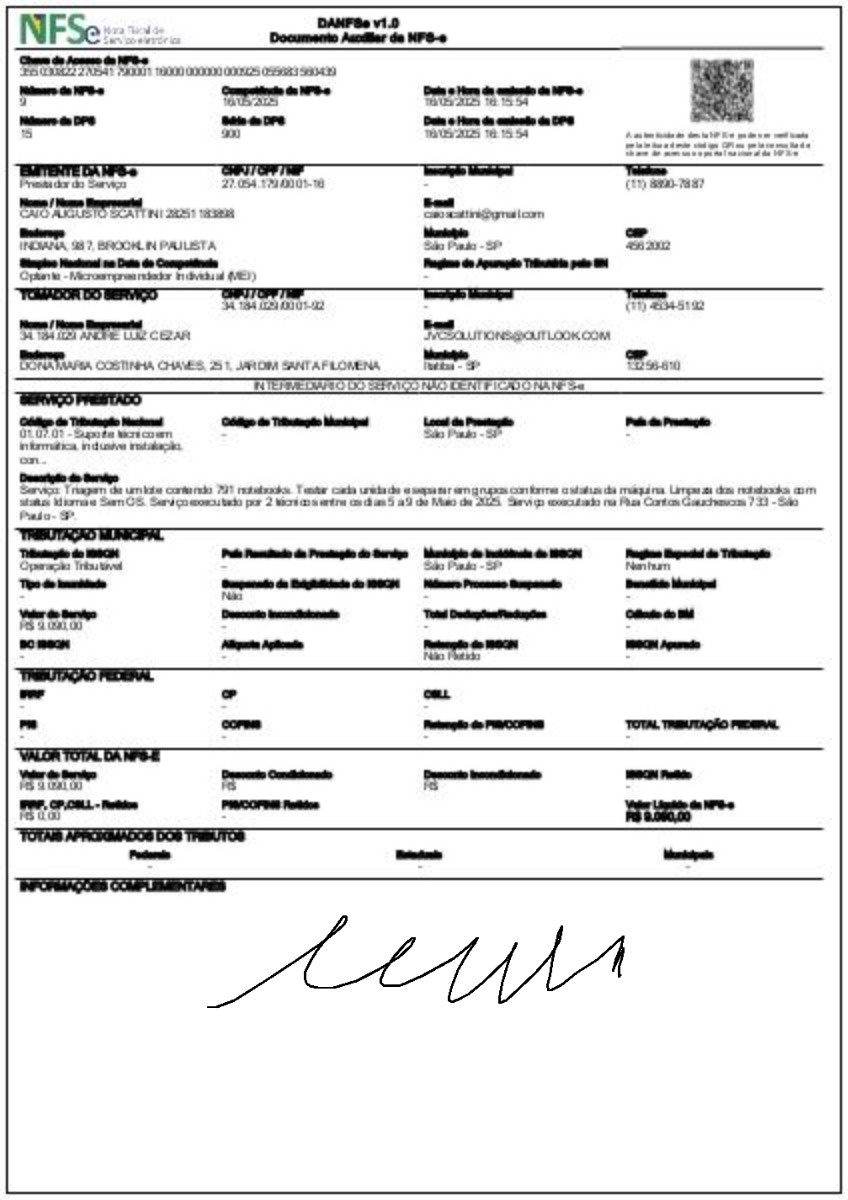 NFSe Nota Fiscal de Serviço eletrônica
DANFSe v1.0
Documento Auxiliar da NFS-e
Chave de Acesso da NFS-e
Número da NFS-e Competência da NFS-e Data e Hora da emissão da NFS-e
9 16/05/2025 16/05/2025 16:15:54
Número da DPS Série da DPS Data e Hora da emissão da DPS
15 900 16/05/2025 16:15:54
A autenticidade desta NFS-e pode ser verificada
pela leitura deste código QR ou pela consulta da
chave de acesso no portal nacional da NFS-e
EMITENTE DA NFS-e CNPJ / CPF / NIF Inscrição Municipal Telefone
Prestador do Serviço 27.054.179/0001-16 - (11) 8890-7887
Nome / Nome Empresarial E-mail
CAIO AUGUSTO SCATTINI 28251183898 caioscattini@gmail.com
Endereço Município CEP
INDIANA, 987, BROOKLIN PAULISTA São Paulo - SP 4562002
Simples Nacional na Data de Competência Regime de Apuração Tributária pelo SN
Optante - Microempreendedor Individual (MEI) -
TOMADOR DO SERVIÇO CNPJ / CPF / NIF Inscrição Municipal Telefone
34.184.029/0001-92 - (11) 4534-5192
Nome / Nome Empresarial E-mail
34.184.029 ANDRE LUIZ CEZAR JVCSOLUTIONS@OUTLOOK.COM
Endereço Município CEP
DONA MARIA COSTINHA CHAVES, 251, JARDIM SANTA FILOMENA Itatiba - SP 13256-610
INTERMEDIÁRIO DO SERVIÇO NÃO IDENTIFICADO NA NFS-e
SERVIÇO PRESTADO
Código de Tributação Nacional Código de Tributação Municipal Local da Prestação País da Prestação
01.07.01 - Suporte técnico em - São Paulo - SP -
informática, inclusive instalação,
con...
Descrição do Serviço
Serviço: Triagem de um lote contendo 791 notebooks. Testar cada unidade e separar em grupos conforme o status da máquina. Limpeza dos notebooks com
status Idioma e Sem OS. Serviço executado por 2 técnicos entre os dias 5 a 9 de Maio de 2025. Serviço executado na Rua Contos Gauchescos 733 - São
Paulo - SP.
TRIBUTAÇÃO MUNICIPAL
Tributação do ISSQN País Resultado da Prestação do Serviço Município de Incidência do ISSQN Regime Especial de Tributação
Operação Tributável - São Paulo - SP Nenhum
Tipo de Imunidade Suspensão da Exigibilidade do ISSQN Número Processo Suspensão Benefício Municipal
- Não - -
Valor do Serviço Desconto Incondicionado Total Deduções/Reduções Cálculo do BM
R$ 9.090,00 - - -
BC ISSQN Alíquota Aplicada Retenção do ISSQN ISSQN Apurado
- - Não Retido -
TRIBUTAÇÃO FEDERAL
IRRF CP CSLL
- - -
PIS COFINS Retenção do PIS/COFINS TOTAL TRIBUTAÇÃO FEDERAL
- - - -
VALOR TOTAL DA NFS-E
Valor do Serviço Desconto Condicionado Desconto Incondicionado ISSQN Retido
R$ 9.090,00 R$ R$ -
IRRF, CP,CSLL - Retidos PIS/COFINS Retidos Valor Líquido da NFS-e
R$ 0,00 - R$ 9.090,00
TOTAIS APROXIMADOS DOS TRIBUTOS
Federais Estaduais Municipais
- - -
INFORMAÇÕES COMPLEMENTARES